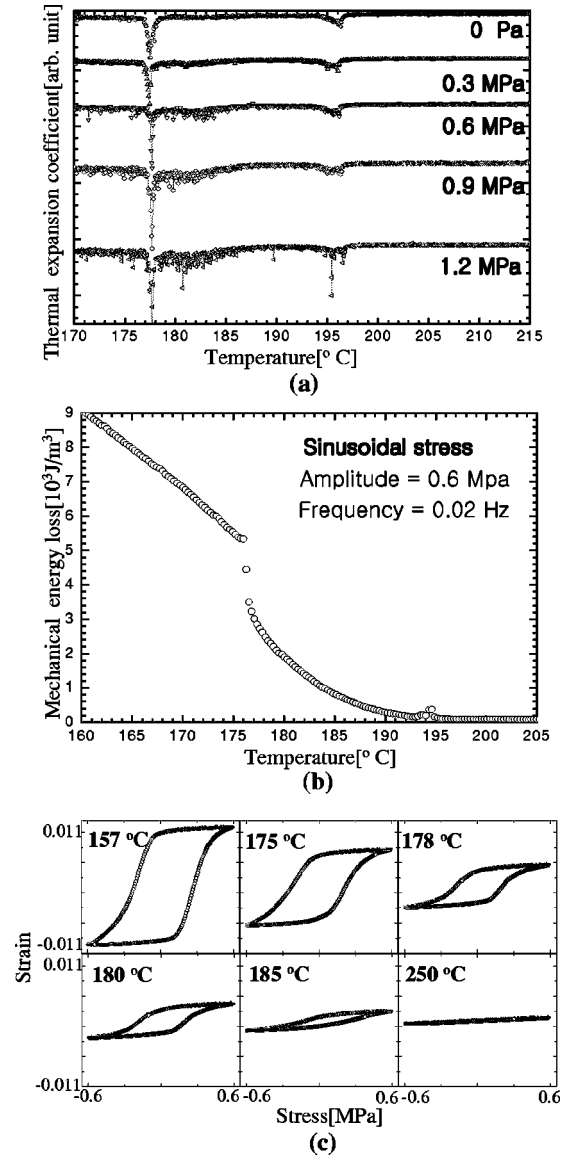 Thermal expansion coefficient[arb. unit]
0 Pa
0.3 MPa
0.6 MPa
0.9 MPa
1.2 MPa
170 175 180 185 190 195 200 205 210 215
Temperature[° C]
(a)
Mechanical energy loss[10³J/m³]
9
8
7
6
5
4
3
2
1
0
Sinusoidal stress
Amplitude = 0.6 Mpa
Frequency = 0.02 Hz
160 165 170 175 180 185 190 195 200 205
Temperature[° C]
(b)
Strain
0.011
-0.011
157 °C
175 °C
178 °C
0.011
-0.011
180 °C
185 °C
250 °C
-0.6 0.6 -0.6 0.6
Stress[MPa]
(c)